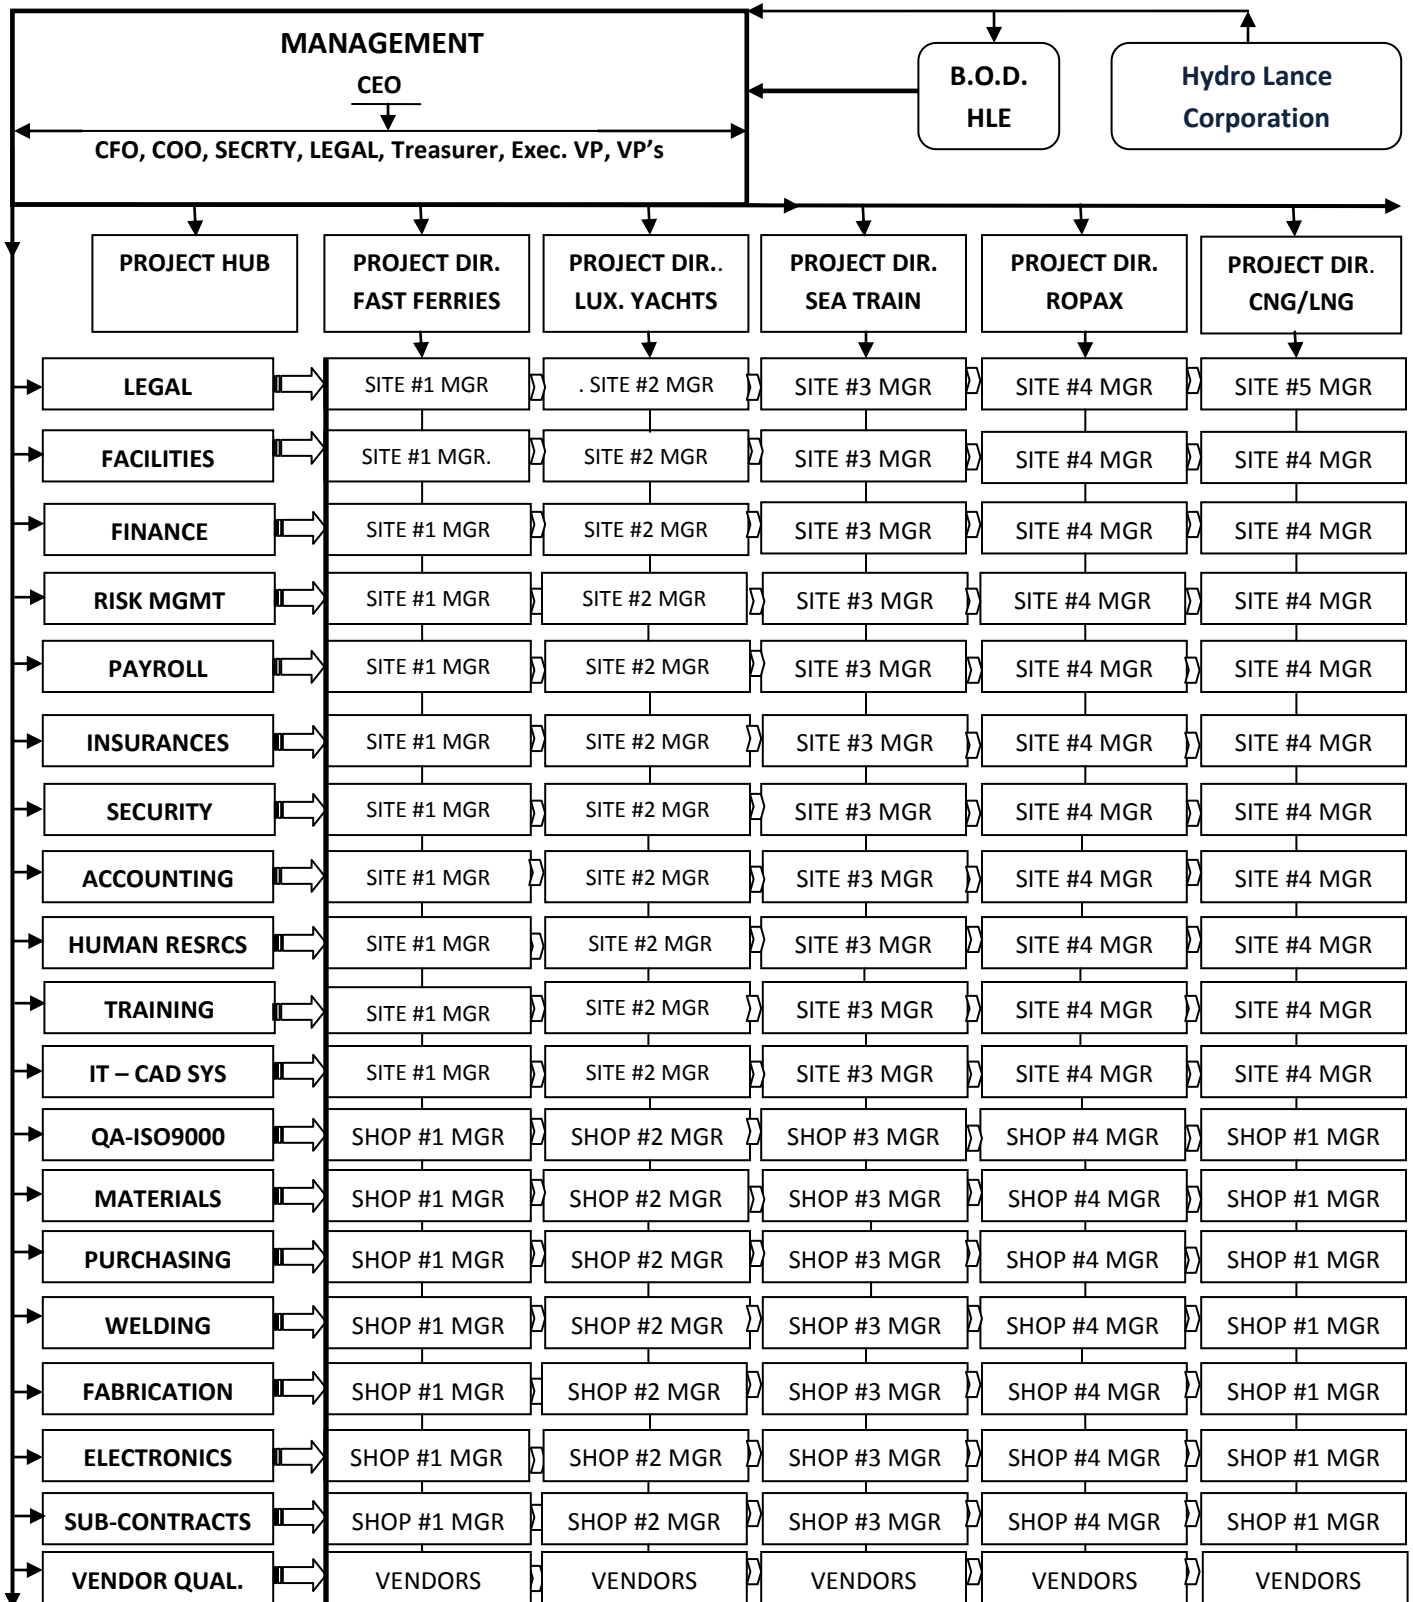 MANAGEMENT
CEO
CFO, COO, SECRTY, LEGAL, Treasurer, Exec. VP, VP’s
B.O.D.
HLE
Hydro Lance
Corporation
PROJECT HUB
PROJECT DIR.
FAST FERRIES
PROJECT DIR..
LUX. YACHTS
PROJECT DIR.
SEA TRAIN
PROJECT DIR.
ROPAX
PROJECT DIR.
CNG/LNG
LEGAL SITE #1 MGR . SITE #2 MGR SITE #3 MGR SITE #4 MGR SITE #5 MGR
FACILITIES SITE #1 MGR. SITE #2 MGR SITE #3 MGR SITE #4 MGR SITE #4 MGR
FINANCE SITE #1 MGR SITE #2 MGR SITE #3 MGR SITE #4 MGR SITE #4 MGR
RISK MGMT SITE #1 MGR SITE #2 MGR SITE #3 MGR SITE #4 MGR SITE #4 MGR
PAYROLL SITE #1 MGR SITE #2 MGR SITE #3 MGR SITE #4 MGR SITE #4 MGR
INSURANCES SITE #1 MGR SITE #2 MGR SITE #3 MGR SITE #4 MGR SITE #4 MGR
SECURITY SITE #1 MGR SITE #2 MGR SITE #3 MGR SITE #4 MGR SITE #4 MGR
ACCOUNTING SITE #1 MGR SITE #2 MGR SITE #3 MGR SITE #4 MGR SITE #4 MGR
HUMAN RESRCS SITE #1 MGR SITE #2 MGR SITE #3 MGR SITE #4 MGR SITE #4 MGR
TRAINING SITE #1 MGR SITE #2 MGR SITE #3 MGR SITE #4 MGR SITE #4 MGR
IT – CAD SYS SITE #1 MGR SITE #2 MGR SITE #3 MGR SITE #4 MGR SITE #4 MGR
QA-ISO9000 SHOP #1 MGR SHOP #2 MGR SHOP #3 MGR SHOP #4 MGR SHOP #1 MGR
MATERIALS SHOP #1 MGR SHOP #2 MGR SHOP #3 MGR SHOP #4 MGR SHOP #1 MGR
PURCHASING SHOP #1 MGR SHOP #2 MGR SHOP #3 MGR SHOP #4 MGR SHOP #1 MGR
WELDING SHOP #1 MGR SHOP #2 MGR SHOP #3 MGR SHOP #4 MGR SHOP #1 MGR
FABRICATION SHOP #1 MGR SHOP #2 MGR SHOP #3 MGR SHOP #4 MGR SHOP #1 MGR
ELECTRONICS SHOP #1 MGR SHOP #2 MGR SHOP #3 MGR SHOP #4 MGR SHOP #1 MGR
SUB-CONTRACTS SHOP #1 MGR SHOP #2 MGR SHOP #3 MGR SHOP #4 MGR SHOP #1 MGR
VENDOR QUAL. VENDORS VENDORS VENDORS VENDORS VENDORS